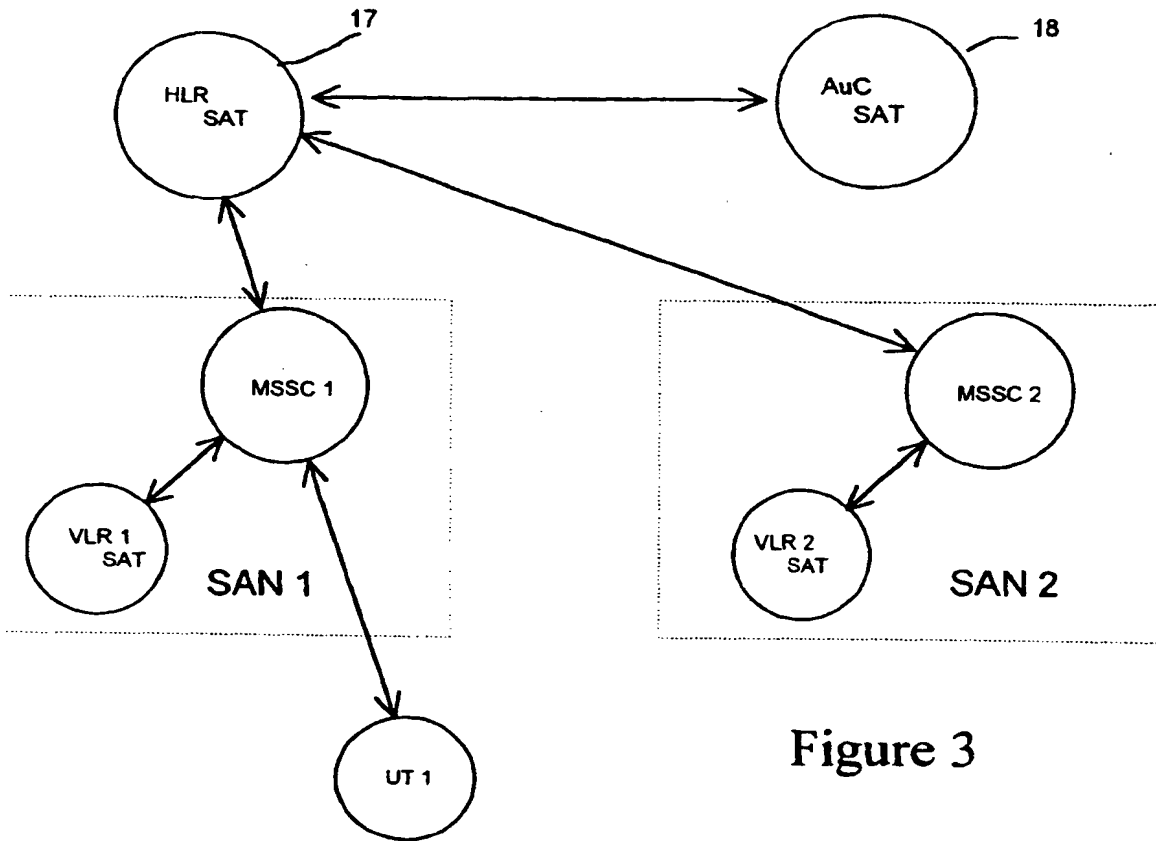 17
18
HLR
SAT
AuC
SAT
MSSC 1
MSSC 2
VLR 1
SAT
VLR 2
SAT
SAN 1
SAN 2
UT 1
Figure 3